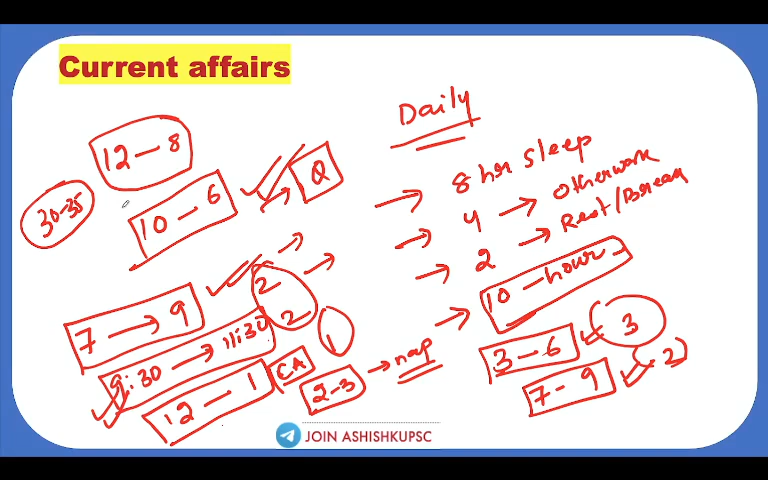 Current affairs
Daily
12 - 8
8 hr sleep
30-35
10 - 6
Q
4 → Otherwork
2 → Rest/Break
10 - hour
7 → 9
2
9:30 → 11:30
2
1
12 - 1
CA
2-3 → nap
3 - 6
3
7 - 9
2
JOIN ASHISHKUPSC